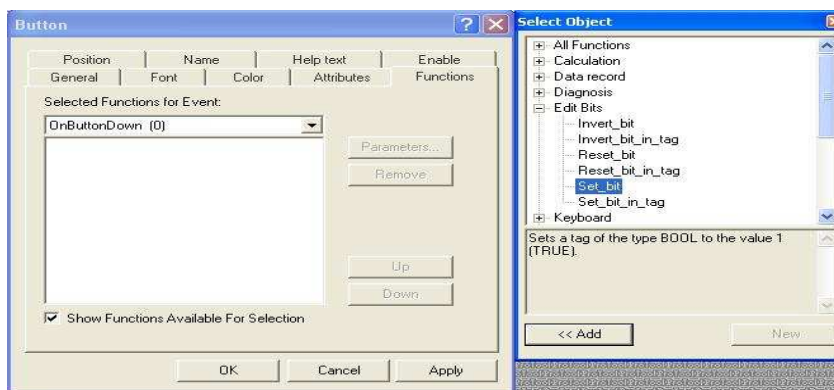 Button
Position Name Help text Enable
General Font Color Attributes Functions
Selected Functions for Event:
OnButtonDown (0)
Parameters...
Remove
Up
Down
Show Functions Available For Selection
OK Cancel Apply
Select Object
All Functions
Calculation
Data record
Diagnosis
Edit Bits
Invert_bit
Invert_bit_in_tag
Reset_bit
Reset_bit_in_tag
Set_bit
Set_bit_in_tag
Keyboard
Sets a tag of the type BOOL to the value 1
(TRUE).
<< Add New